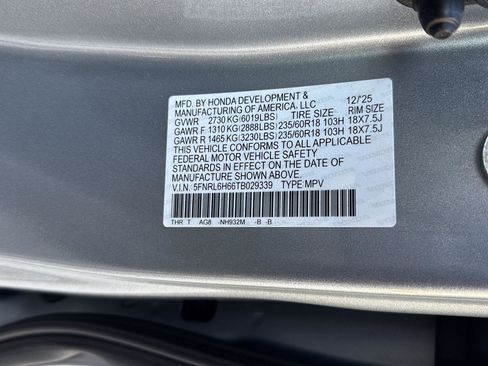 MFD. BY HONDA DEVELOPMENT &
MANUFACTURING OF AMERICA, LLC 12/'25
GVWR 2730 KG (6019LBS) TIRE SIZE RIM SIZE
GAWR F 1310 KG (2888LBS) 235/60R18 103H 18X7.5J
GAWR R 1465 KG (3230LBS) 235/60R18 103H 18X7.5J
THIS VEHICLE CONFORMS TO ALL APPLICABLE
FEDERAL MOTOR VEHICLE SAFETY
STANDARDS IN EFFECT ON THE DATE OF
MANUFACTURE SHOWN ABOVE.
V.I.N. 5FNRL6H66TB029339 TYPE:MPV
THR T AG8 -NH932M -B -B